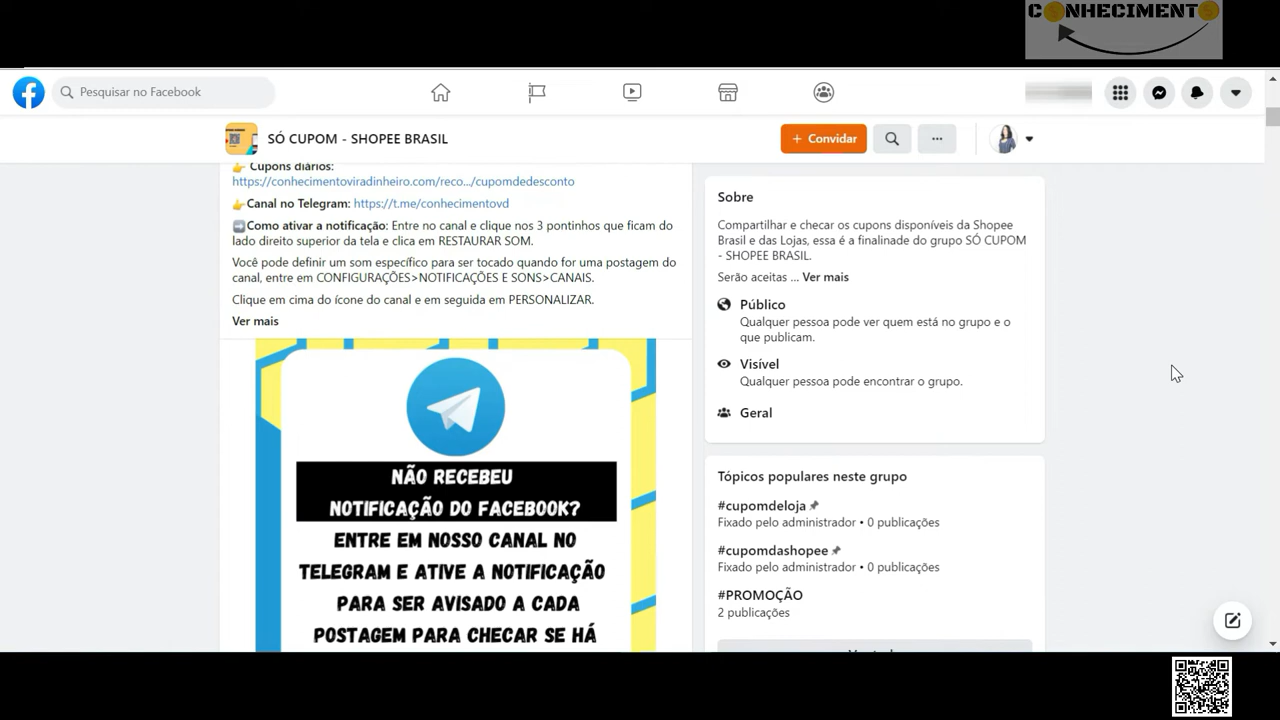 CONHECIMENTO
Pesquisar no Facebook
SÓ CUPOM - SHOPEE BRASIL
+ Convidar
👉 Cupons diários:
https://conhecimentoviradinheiro.com/reco.../cupomdedesconto
👉Canal no Telegram: https://t.me/conhecimentovd
➡️Como ativar a notificação: Entre no canal e clique nos 3 pontinhos que ficam do
lado direito superior da tela e clica em RESTAURAR SOM.
Você pode definir um som específico para ser tocado quando for uma postagem do
canal, entre em CONFIGURAÇÕES>NOTIFICAÇÕES E SONS>CANAIS.
Clique em cima do ícone do canal e em seguida em PERSONALIZAR.
Ver mais
NÃO RECEBEU
NOTIFICAÇÃO DO FACEBOOK?
ENTRE EM NOSSO CANAL NO
TELEGRAM E ATIVE A NOTIFICAÇÃO
PARA SER AVISADO A CADA
POSTAGEM PARA CHECAR SE HÁ
Sobre
Compartilhar e checar os cupons disponíveis da Shopee
Brasil e das Lojas, essa é a finalinade do grupo SÓ CUPOM
- SHOPEE BRASIL.
Serão aceitas ... Ver mais
Público
Qualquer pessoa pode ver quem está no grupo e o
que publicam.
Visível
Qualquer pessoa pode encontrar o grupo.
Geral
Tópicos populares neste grupo
#cupomdeloja
Fixado pelo administrador • 0 publicações
#cupomdashopee
Fixado pelo administrador • 0 publicações
#PROMOÇÃO
2 publicações